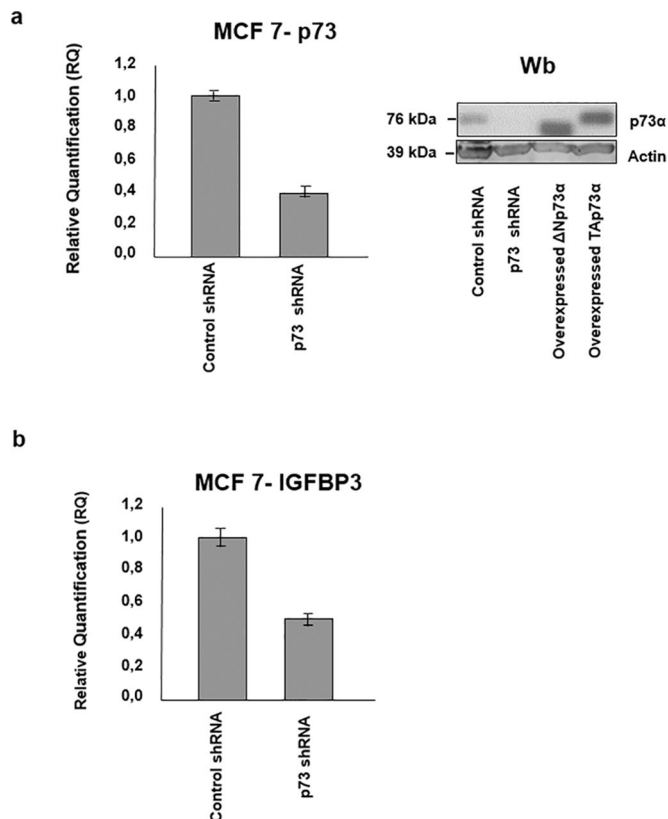 a
MCF 7- p73
Relative Quantification (RQ)
1,2
1,0
0,8
0,6
0,4
0,2
0,0
Control shRNA
p73 shRNA
Wb
76 kDa
p73α
39 kDa
Actin
Control shRNA
p73 shRNA
Overexpressed ΔNp73α
Overexpressed TAp73α
b
MCF 7- IGFBP3
Relative Quantification (RQ)
1,2
1,0
0,8
0,6
0,4
0,2
0,0
Control shRNA
p73 shRNA